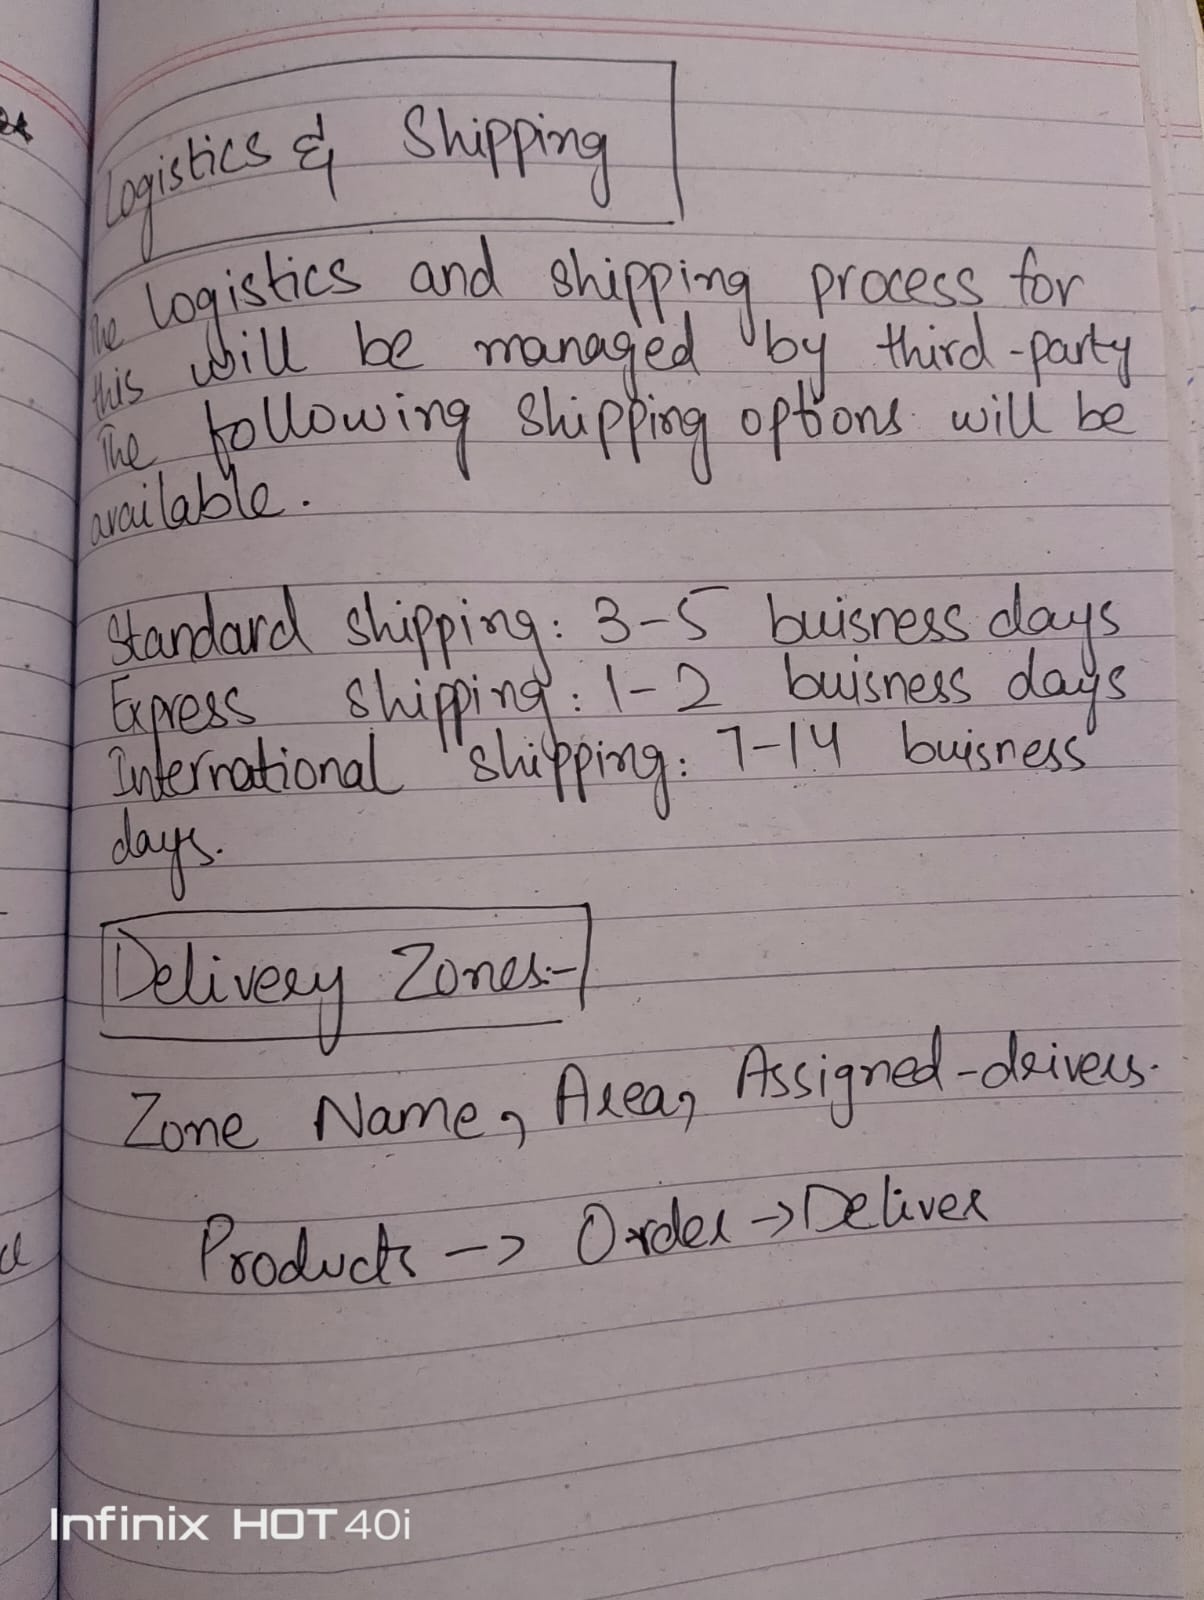 Logistics & Shipping
The logistics and shipping process for
this will be managed by third-party
The following shipping options will be
available.
Standard shipping: 3-5 buisness days
Express shipping: 1-2 buisness days
International shipping: 7-14 buisness
days.
Delivery Zones:-
Zone Name, Area, Assigned-drivers.
Products -> Order -> Deliver
Infinix HOT 40i